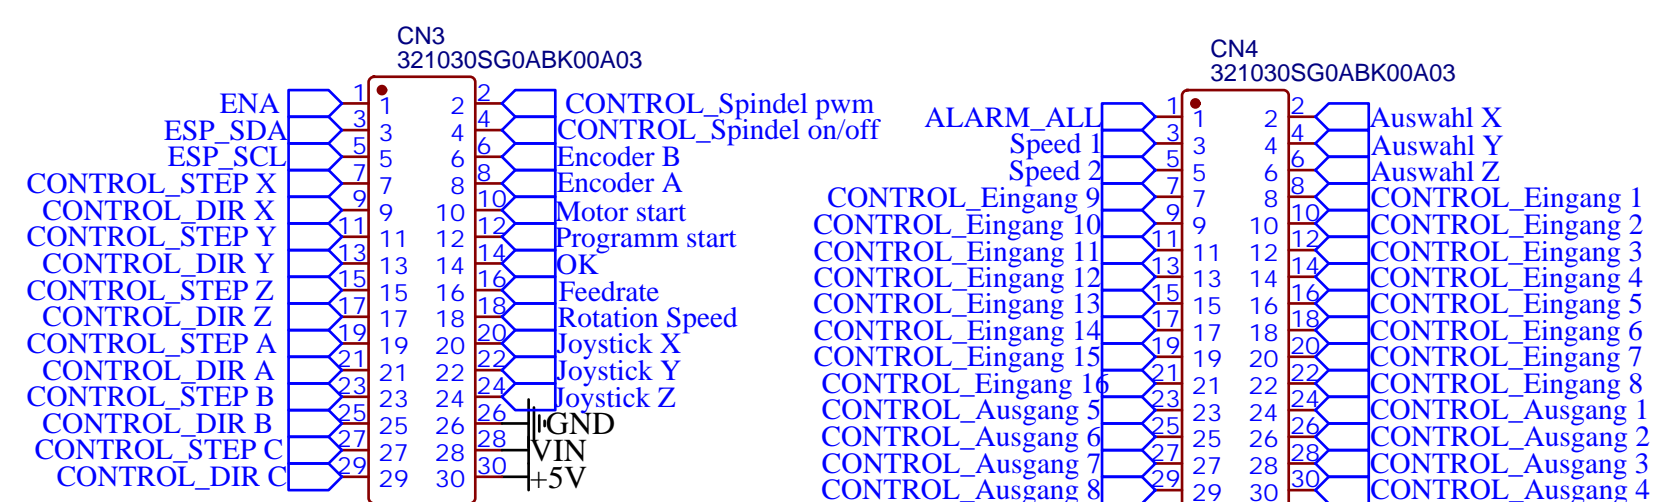 CN3
321030SG0ABK00A03
ENA 1 1 2 2 CONTROL_Spindel pwm
ESP_SDA 3 3 4 4 CONTROL_Spindel on/off
ESP_SCL 5 5 6 6 Encoder B
CONTROL_STEP X 7 7 8 8 Encoder A
CONTROL_DIR X 9 9 10 10 Motor start
CONTROL_STEP Y 11 11 12 12 Programm start
CONTROL_DIR Y 13 13 14 14 OK
CONTROL_STEP Z 15 15 16 16 Feedrate
CONTROL_DIR Z 17 17 18 18 Rotation Speed
CONTROL_STEP A 19 19 20 20 Joystick X
CONTROL_DIR A 21 21 22 22 Joystick Y
CONTROL_STEP B 23 23 24 24 Joystick Z
CONTROL_DIR B 25 25 26 26 GND
CONTROL_STEP C 27 27 28 28 VIN
CONTROL_DIR C 29 29 30 30 +5V
CN4
321030SG0ABK00A03
ALARM_ALL 1 1 2 2 Auswahl X
Speed 1 3 3 4 4 Auswahl Y
Speed 2 5 5 6 6 Auswahl Z
CONTROL_Eingang 9 7 7 8 8 CONTROL_Eingang 1
CONTROL_Eingang 10 9 9 10 10 CONTROL_Eingang 2
CONTROL_Eingang 11 11 11 12 12 CONTROL_Eingang 3
CONTROL_Eingang 12 13 13 14 14 CONTROL_Eingang 4
CONTROL_Eingang 13 15 15 16 16 CONTROL_Eingang 5
CONTROL_Eingang 14 17 17 18 18 CONTROL_Eingang 6
CONTROL_Eingang 15 19 19 20 20 CONTROL_Eingang 7
CONTROL_Eingang 16 21 21 22 22 CONTROL_Eingang 8
CONTROL_Ausgang 5 23 23 24 24 CONTROL_Ausgang 1
CONTROL_Ausgang 6 25 25 26 26 CONTROL_Ausgang 2
CONTROL_Ausgang 7 27 27 28 28 CONTROL_Ausgang 3
CONTROL_Ausgang 8 29 29 30 30 CONTROL_Ausgang 4